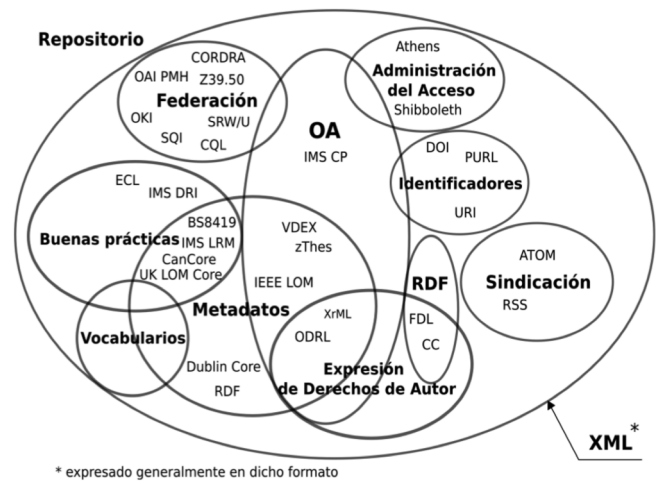 Repositorio
CORDRA
OAI PMH
Z39.50
Federación
OKI
SRW/U
SQI
CQL
Athens
Administración
del Acceso
Shibboleth
OA
IMS CP
DOI
PURL
Identificadores
URI
ECL
IMS DRI
Buenas prácticas
BS8419
IMS LRM
CanCore
UK LOM Core
VDEX
zThes
IEEE LOM
Metadatos
Vocabularios
XrML
ODRL
Dublin Core
RDF
RDF
FDL
CC
Expresión
de Derechos de Autor
ATOM
Sindicación
RSS
XML*
* expresado generalmente en dicho formato